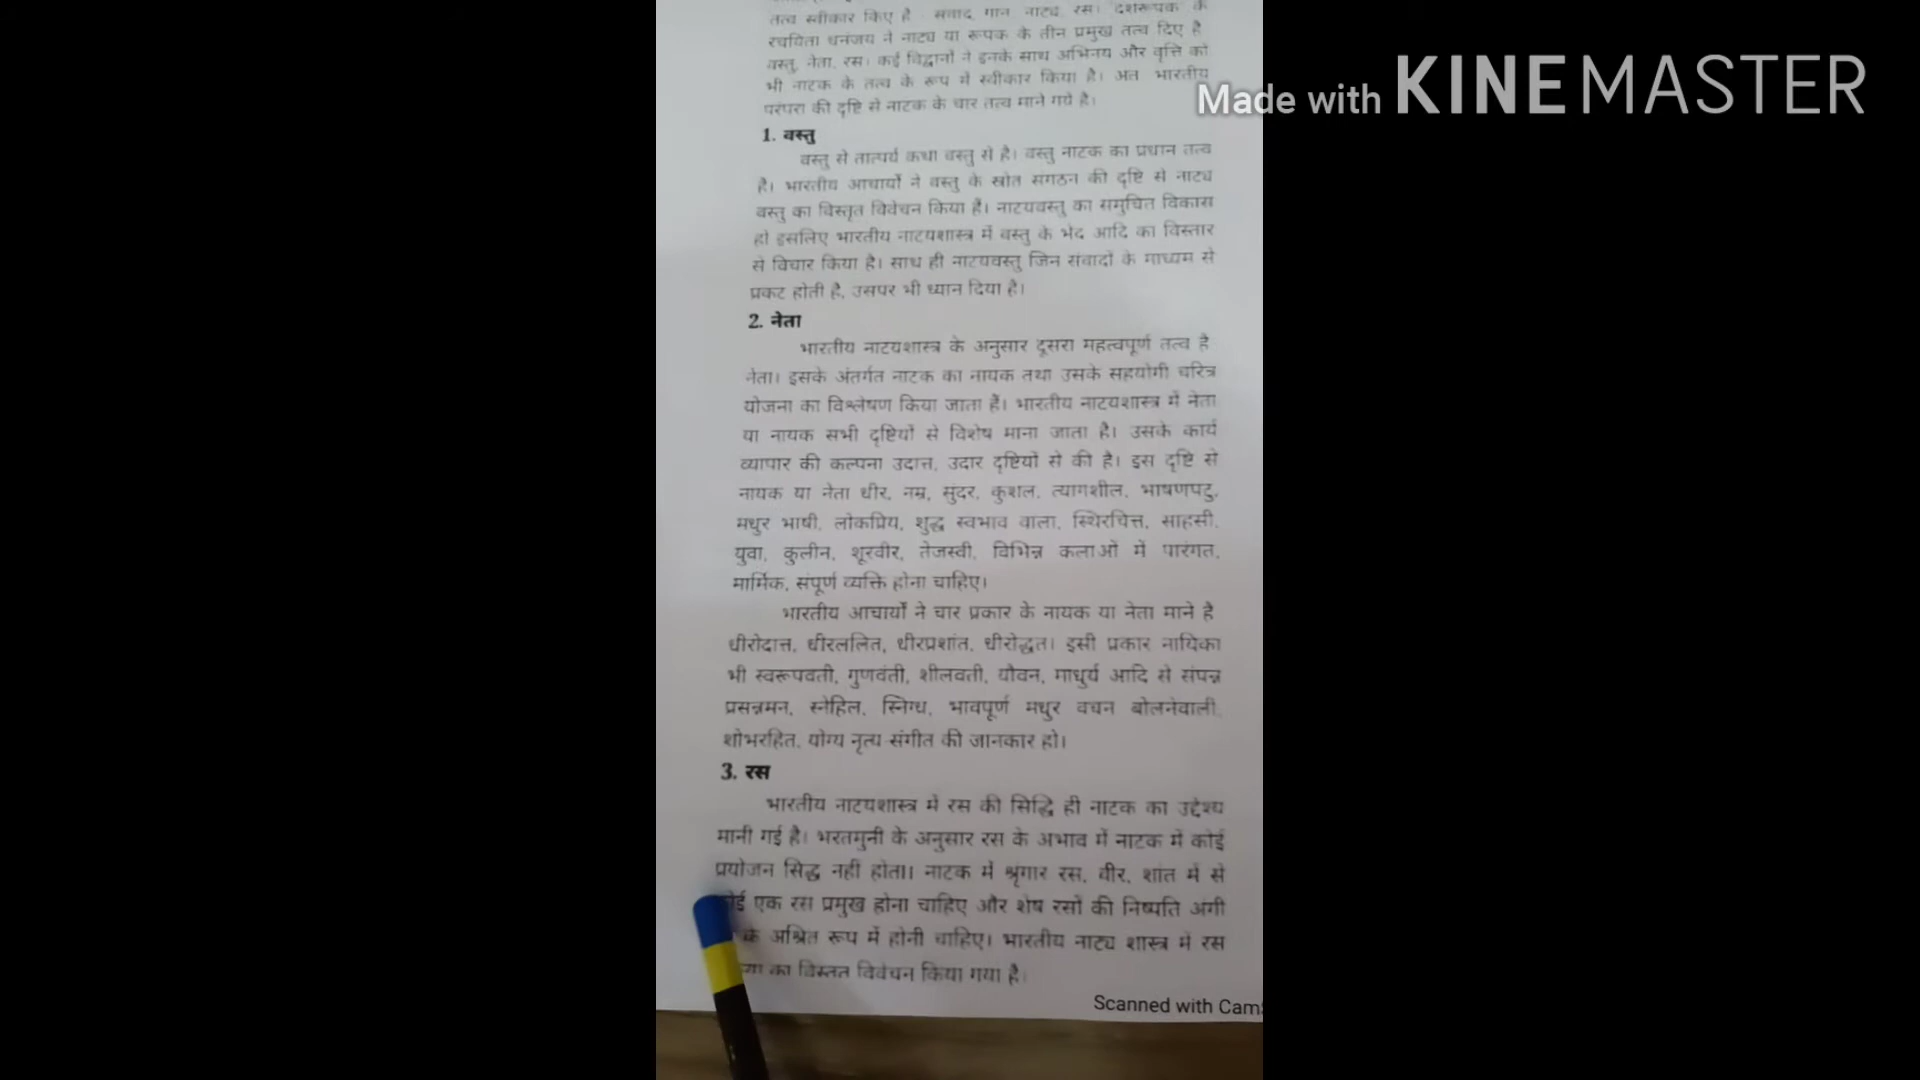 तत्व स्वीकार किए है संवाद, गान, नाट्य, रस। दशरूपक के
रचयिता धनंजय ने नाट्य या रूपक के तीन प्रमुख तत्व दिए है
वस्तु, नेता, रस। कई विद्वानों ने इनके साथ अभिनय और वृत्ति को
भी नाटक के तत्व के रूप में स्वीकार किया है। अत भारतीय
परंपरा की दृष्टि से नाटक के चार तत्व माने गये है।
Made with KINEMASTER
1. वस्तु
वस्तु से तात्पर्य कथा वस्तु से है। वस्तु नाटक का प्रधान तत्व
है। भारतीय आचार्यों ने वस्तु के स्त्रोत संगठन की दृष्टि से नाट्य
वस्तु का विस्तृत विवेचन किया है। नाटयवस्तु का समुचित विकास
हो इसलिए भारतीय नाटयशास्त्र में वस्तु के भेद आदि का विस्तार
से विचार किया है। साथ ही नाटयवस्तु जिन संवादों के माध्यम से
प्रकट होती है, उसपर भी ध्यान दिया है।
2. नेता
भारतीय नाटयशास्त्र के अनुसार दूसरा महत्वपूर्ण तत्व है
नेता। इसके अंतर्गत नाटक का नायक तथा उसके सहयोगी चरित्र
योजना का विश्लेषण किया जाता हैं। भारतीय नाटयशास्त्र में नेता
या नायक सभी दृष्टियों से विशेष माना जाता है। उसके कार्य
व्यापार की कल्पना उदात्त, उदार दृष्टियों से की है। इस दृष्टि से
नायक या नेता धीर, नम्र, सुंदर, कुशल, त्यागशील, भाषणपटु,
मधुर भाषी, लोकप्रिय, शुद्ध स्वभाव वाला, स्थिरचित्त, साहसी,
युवा, कुलीन, शूरवीर, तेजस्वी, विभिन्न कलाओं में पारंगत,
मार्मिक, संपूर्ण व्यक्ति होना चाहिए।
भारतीय आचार्यों ने चार प्रकार के नायक या नेता माने है
धीरोदात्त, धीरललित, धीरप्रशांत, धीरोद्धत। इसी प्रकार नायिका
भी स्वरूपवती, गुणवंती, शीलवती, यौवन, माधुर्य आदि से संपन्न
प्रसन्नमन, स्नेहिल, स्निग्ध, भावपूर्ण मधुर वचन बोलनेवाली,
शोभरहित, योग्य नृत्य संगीत की जानकार हो।
3. रस
भारतीय नाटयशास्त्र में रस की सिद्धि ही नाटक का उद्देश्य
मानी गई है। भरतमुनी के अनुसार रस के अभाव में नाटक में कोई
प्रयोजन सिद्ध नही होता। नाटक में श्रृंगार रस, वीर, शांत में से
एक रस प्रमुख होना चाहिए और शेष रसों की निष्पति अंगी
के अश्रित रूप में होनी चाहिए। भारतीय नाट्य शास्त्र में रस
का विस्तृत विवेचन किया गया है।
Scanned with Cam